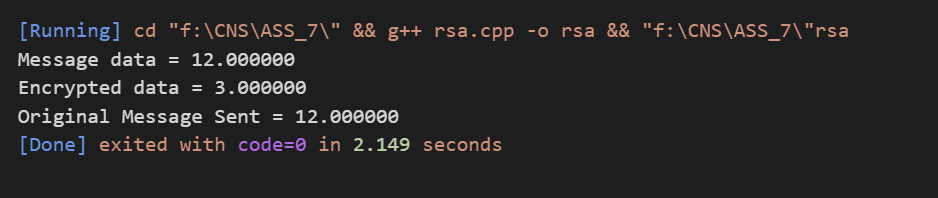 [Running] cd "f:\CNS\ASS_7\" && g++ rsa.cpp -o rsa && "f:\CNS\ASS_7\"rsa
Message data = 12.000000
Encrypted data = 3.000000
Original Message Sent = 12.000000
[Done] exited with code=0 in 2.149 seconds